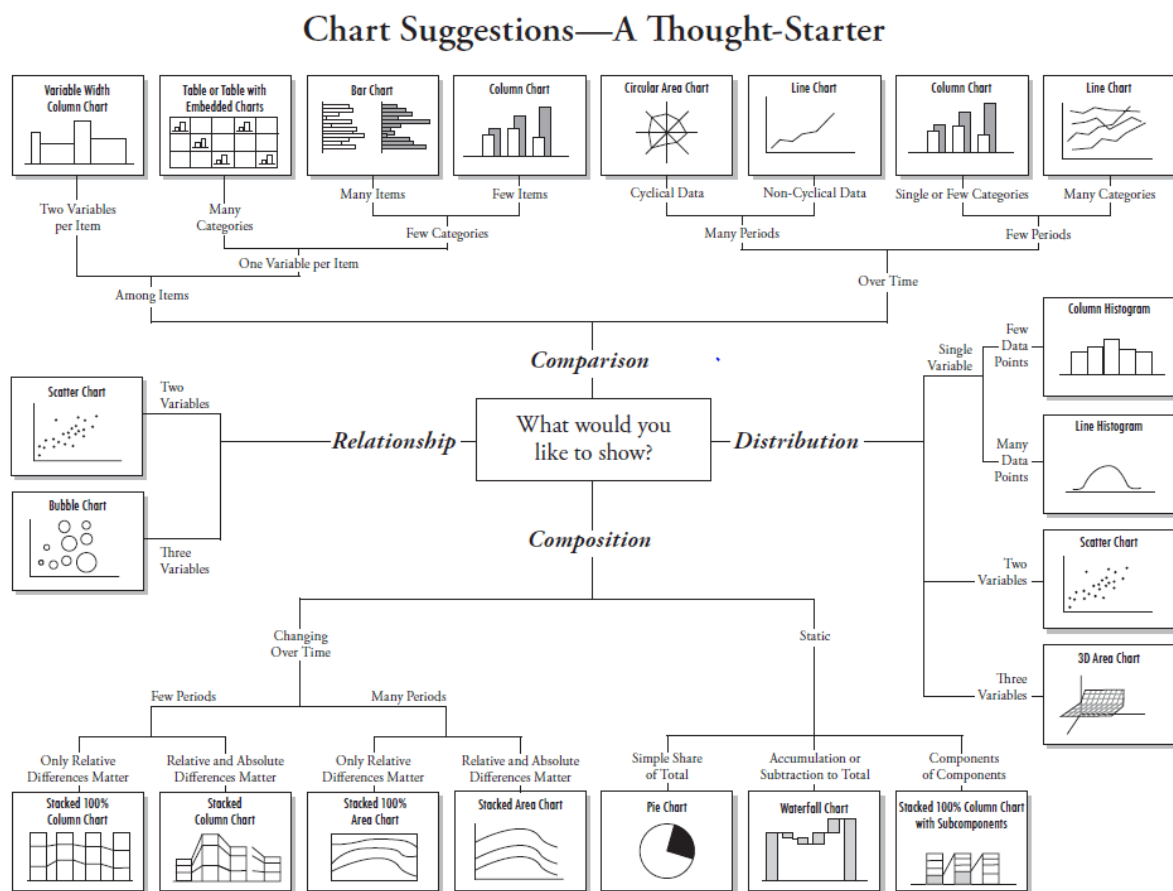 Chart Suggestions—A Thought-Starter
Variable Width
Column Chart
Table or Table with
Embedded Charts
Bar Chart
Column Chart
Circular Area Chart
Line Chart
Column Chart
Line Chart
Two Variables
per Item
Many
Categories
Many Items
Few Items
Cyclical Data
Non-Cyclical Data
Single or Few Categories
Many Categories
Few Categories
Many Periods
Few Periods
One Variable per Item
Among Items
Over Time
Comparison
What would you
like to show?
Relationship
Two
Variables
Scatter Chart
Three
Variables
Bubble Chart
Distribution
Single
Variable
Few
Data
Points
Column Histogram
Many
Data
Points
Line Histogram
Two
Variables
Scatter Chart
Three
Variables
3D Area Chart
Composition
Changing
Over Time
Static
Few Periods
Many Periods
Only Relative
Differences Matter
Relative and Absolute
Differences Matter
Only Relative
Differences Matter
Relative and Absolute
Differences Matter
Simple Share
of Total
Accumulation or
Subtraction to Total
Components
of Components
Stacked 100%
Column Chart
Stacked
Column Chart
Stacked 100%
Area Chart
Stacked Area Chart
Pie Chart
Waterfall Chart
Stacked 100% Column Chart
with Subcomponents